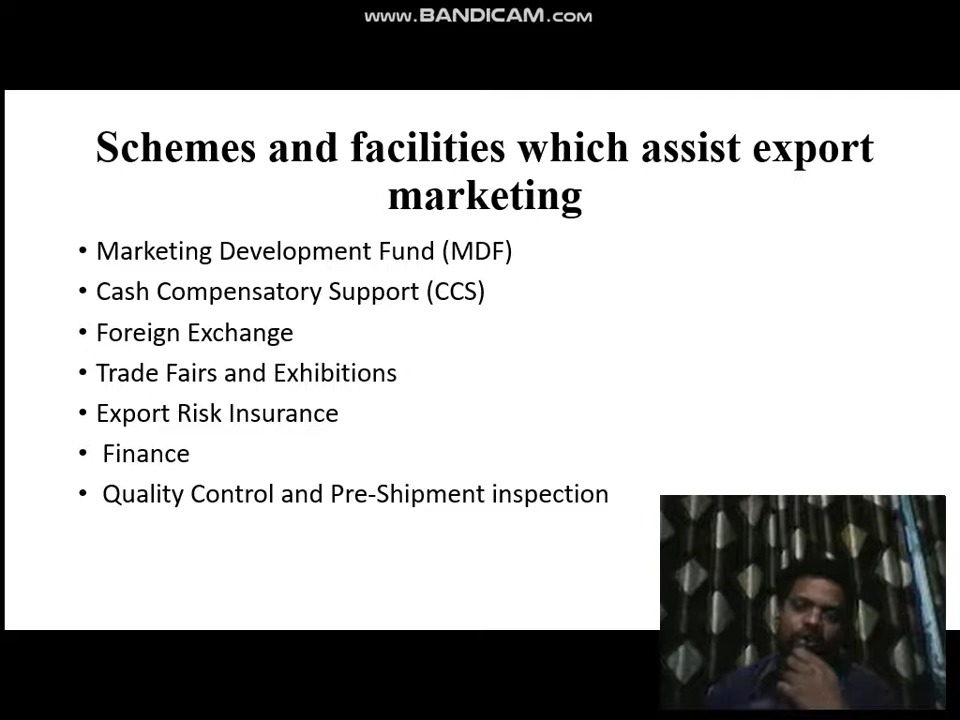 www.BANDICAM.com
Schemes and facilities which assist export
marketing
• Marketing Development Fund (MDF)
• Cash Compensatory Support (CCS)
• Foreign Exchange
• Trade Fairs and Exhibitions
• Export Risk Insurance
• Finance
• Quality Control and Pre-Shipment inspection